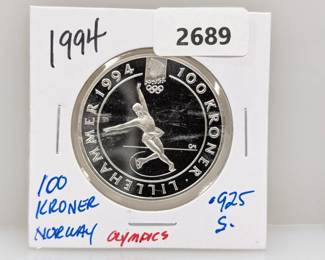 1994
2689
LILLEHAMMER 1994
100 KRONER
100
KRONER
NORWAY
OLYMPICS
.925
S.